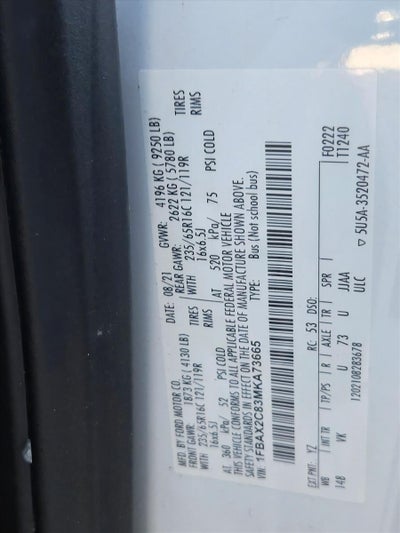 MFD. BY FORD MOTOR CO. DATE: 08/21 GVWR: 4196 KG ( 9250 LB)
FRONT GAWR: 1873 KG ( 4130 LB) REAR GAWR: 2622 KG ( 5780 LB)
WITH 235/65R16C 121/119R TIRES WITH 235/65R16C 121/119R TIRES
16x6.5J RIMS 16x6.5J RIMS
AT 360 kPa/ 52 PSI COLD AT 520 kPa/ 75 PSI COLD
THIS VEHICLE CONFORMS TO ALL APPLICABLE FEDERAL MOTOR VEHICLE
SAFETY STANDARDS IN EFFECT ON THE DATE OF MANUFACTURE SHOWN ABOVE.
VIN: 1FBAX2C83MKA73665 TYPE: Bus (Not school bus)
EXT PNT: YZ RC: 53 DSO: F0222
WB INT TR TP/PS R AXLE TR SPR T1240
148 VK U 73 U JJAA
1202108283678 ULC ▽ 5U5A-3520472-AA